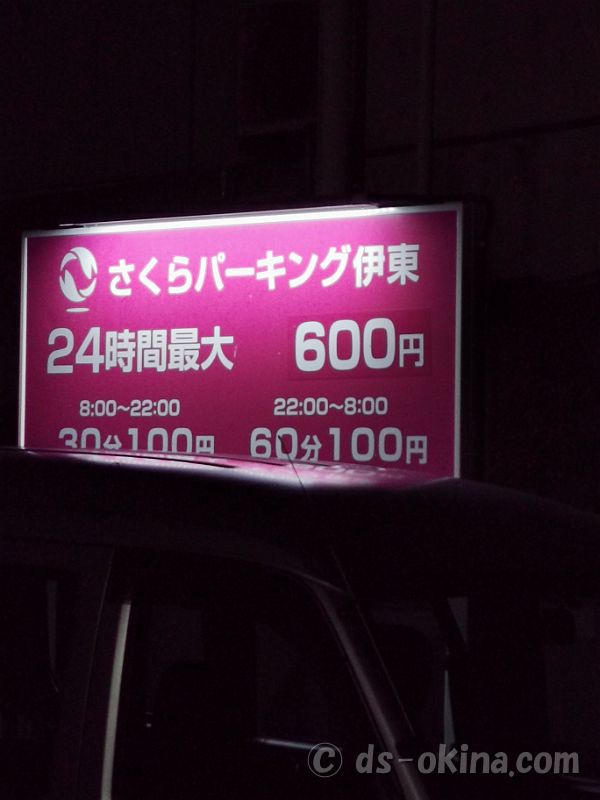 さくらパーキング伊東
24時間最大 600円
8:00～22:00 22:00～8:00
30分100円 60分100円
© ds-okina.com